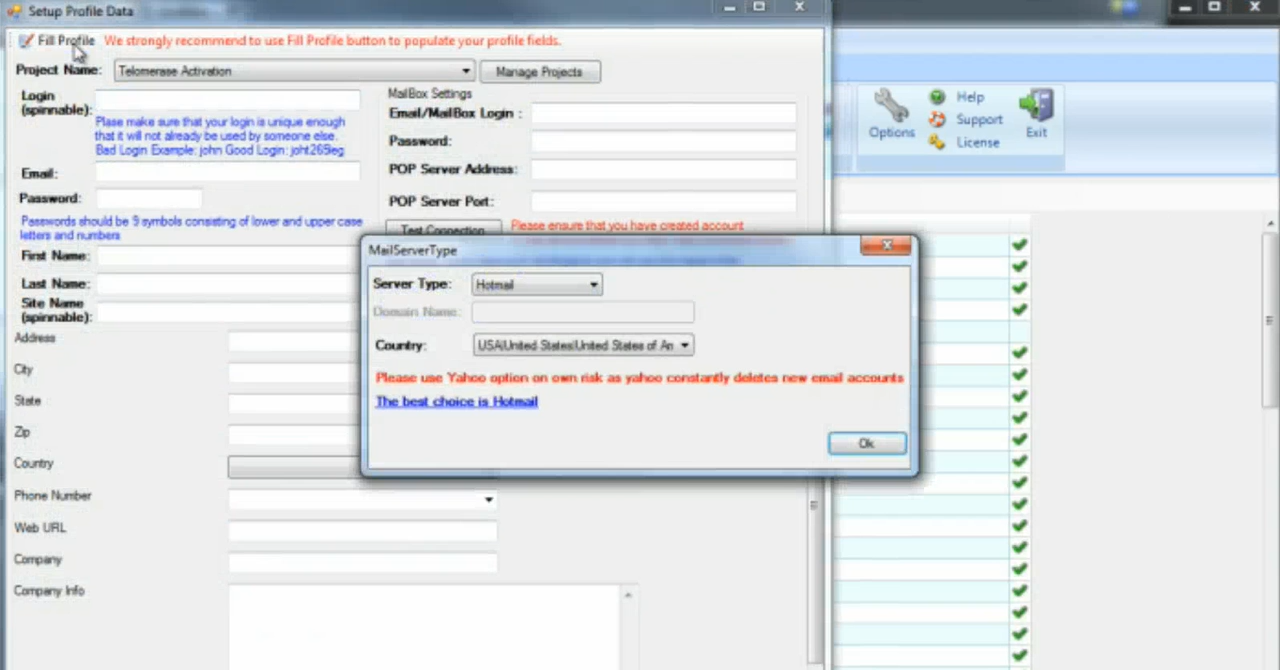 Setup Profile Data
Fill Profile We strongly recommend to use Fill Profile button to populate your profile fields.
Project Name: Telomerase Activation Manage Projects
Login
(spinnable):
Please make sure that your login is unique enough
that it will not already be used by someone else.
Bad Login Example: john Good Login: joht265leg
Email:
Password:
Passwords should be 9 symbols consisting of lower and upper case
letters and numbers
First Name:
Last Name:
Site Name
(spinnable):
Address
City
State
Zip
Country
Phone Number
Web URL
Company
Company Info
MailBox Settings
Email/MailBox Login :
Password:
POP Server Address:
POP Server Port:
Test Connection
Please ensure that you have created account
MailServerType
Server Type: Hotmail
Domain Name:
Country: USA|United States|United States of Am
Please use Yahoo option on own risk as yahoo constantly deletes new email accounts
The best choice is Hotmail
Ok
Options
Help
Support
License
Exit